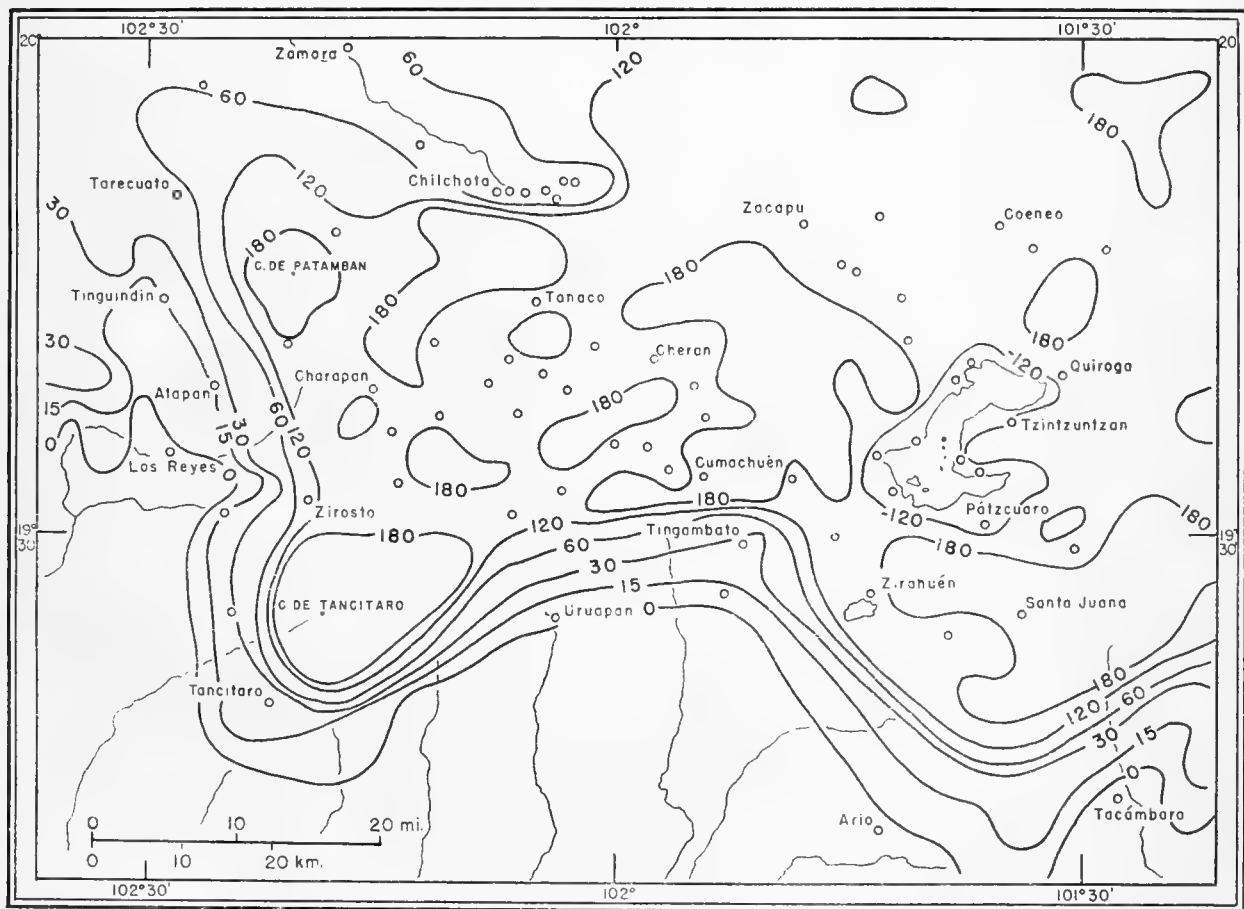 102°30'
102°
101°30'
20°
20
Zamora
60
120
60
180
Chilchota
Tarecuato
120
30
Zacapu
Coeneo
180
C. DE PATAMBAN
180
180
Tinguindin
Tanaco
180
30
Cheran
120
Quiroga
Atapan
Charapan
180
15
60
Tzintzuntzan
30
120
0
15
Los Reyes
Cumachuén
180
180
180
Zirosto
120
Pátzcuaro
120
19°
30
180
60
Tingambato
180
19°
30
30
Zirahuén
C. DE TANCITARO
15
Uruapan
Santa Juana
Tancítaro
180
120
60
30
15
0
0 10 20 mi.
0 10 20 km.
Ario
Tacámbaro
102°30'
102°
101°30'